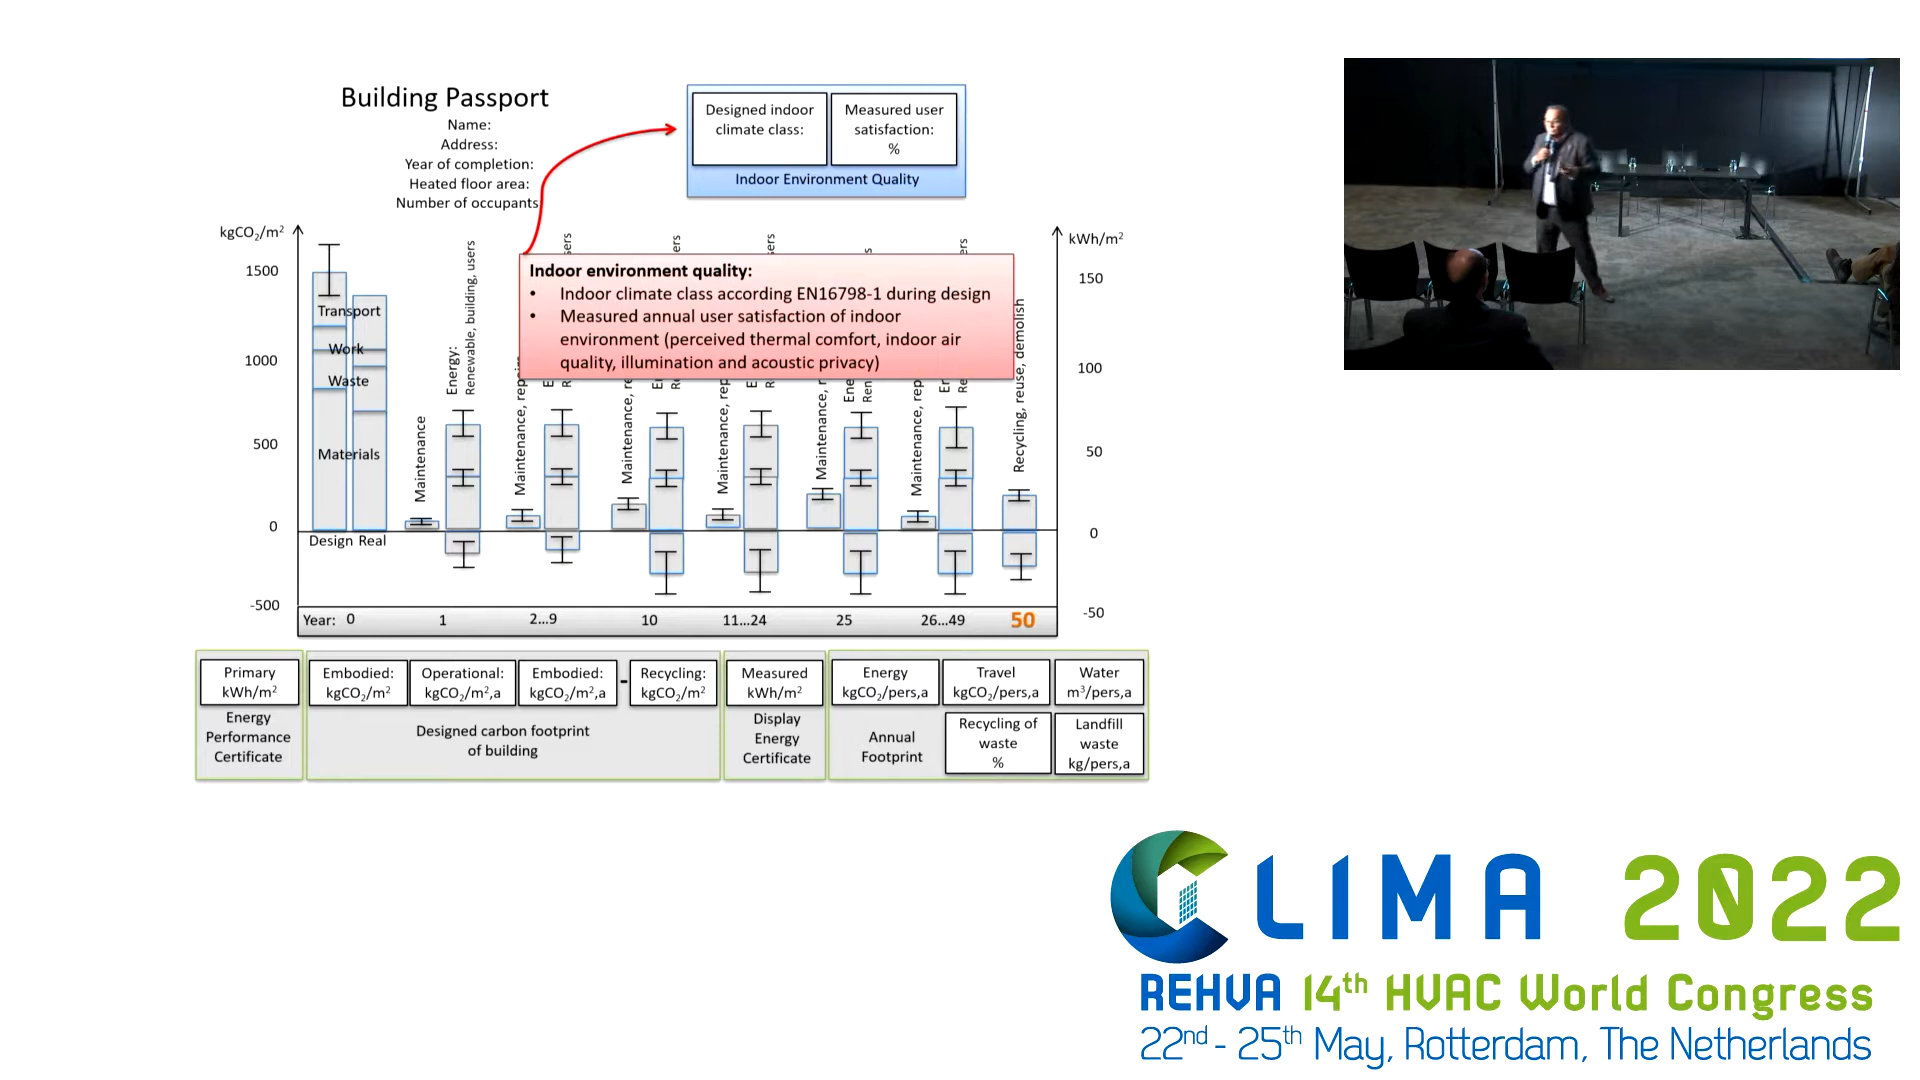 Building Passport
Name:
Address:
Year of completion:
Heated floor area:
Number of occupants
Designed indoor
climate class:
Measured user
satisfaction:
%
Indoor Environment Quality
kgCO₂/m²
1500
1000
500
0
-500
kWh/m²
150
100
50
0
-50
Indoor environment quality:
• Indoor climate class according EN16798-1 during design
• Measured annual user satisfaction of indoor
environment (perceived thermal comfort, indoor air
quality, illumination and acoustic privacy)
Transport
Work
Waste
Materials
Design Real
Maintenance
Energy:
Renewable, building, users
Maintenance,
Maintenance,
Maintenance,
Maintenance,
Maintenance,
Recycling, reuse, demolish
Year: 0 1 2...9 10 11...24 25 26...49 50
Primary
kWh/m²
Energy
Performance
Certificate
Embodied:
kgCO₂/m²
Operational:
kgCO₂/m²,a
Embodied:
kgCO₂/m²,a
-
Recycling:
kgCO₂/m²
Designed carbon footprint
of building
Measured
kWh/m²
Display
Energy
Certificate
Energy
kgCO₂/pers,a
Travel
kgCO₂/pers,a
Water
m³/pers,a
Annual
Footprint
Recycling of
waste
%
Landfill
waste
kg/pers,a
CLIMA 2022
REHVA 14th HVAC World Congress
22nd - 25th May, Rotterdam, The Netherlands